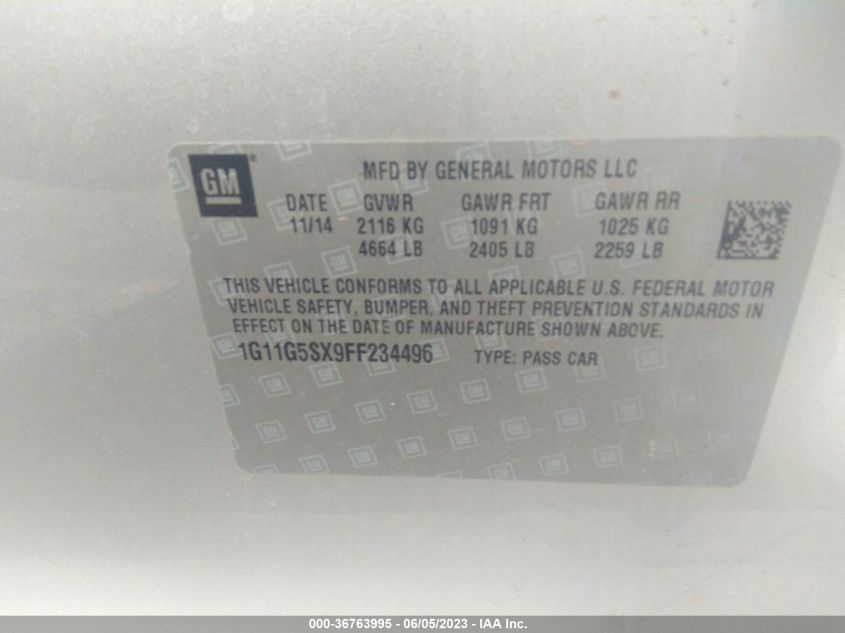 GM®
MFD BY GENERAL MOTORS LLC
DATE GVWR GAWR FRT GAWR RR
11/14 2116 KG 1091 KG 1025 KG
4664 LB 2405 LB 2259 LB
THIS VEHICLE CONFORMS TO ALL APPLICABLE U.S. FEDERAL MOTOR
VEHICLE SAFETY, BUMPER, AND THEFT PREVENTION STANDARDS IN
EFFECT ON THE DATE OF MANUFACTURE SHOWN ABOVE.
1G11G5SX9FF234496 TYPE: PASS CAR
000-36763995 - 06/05/2023 - IAA Inc.